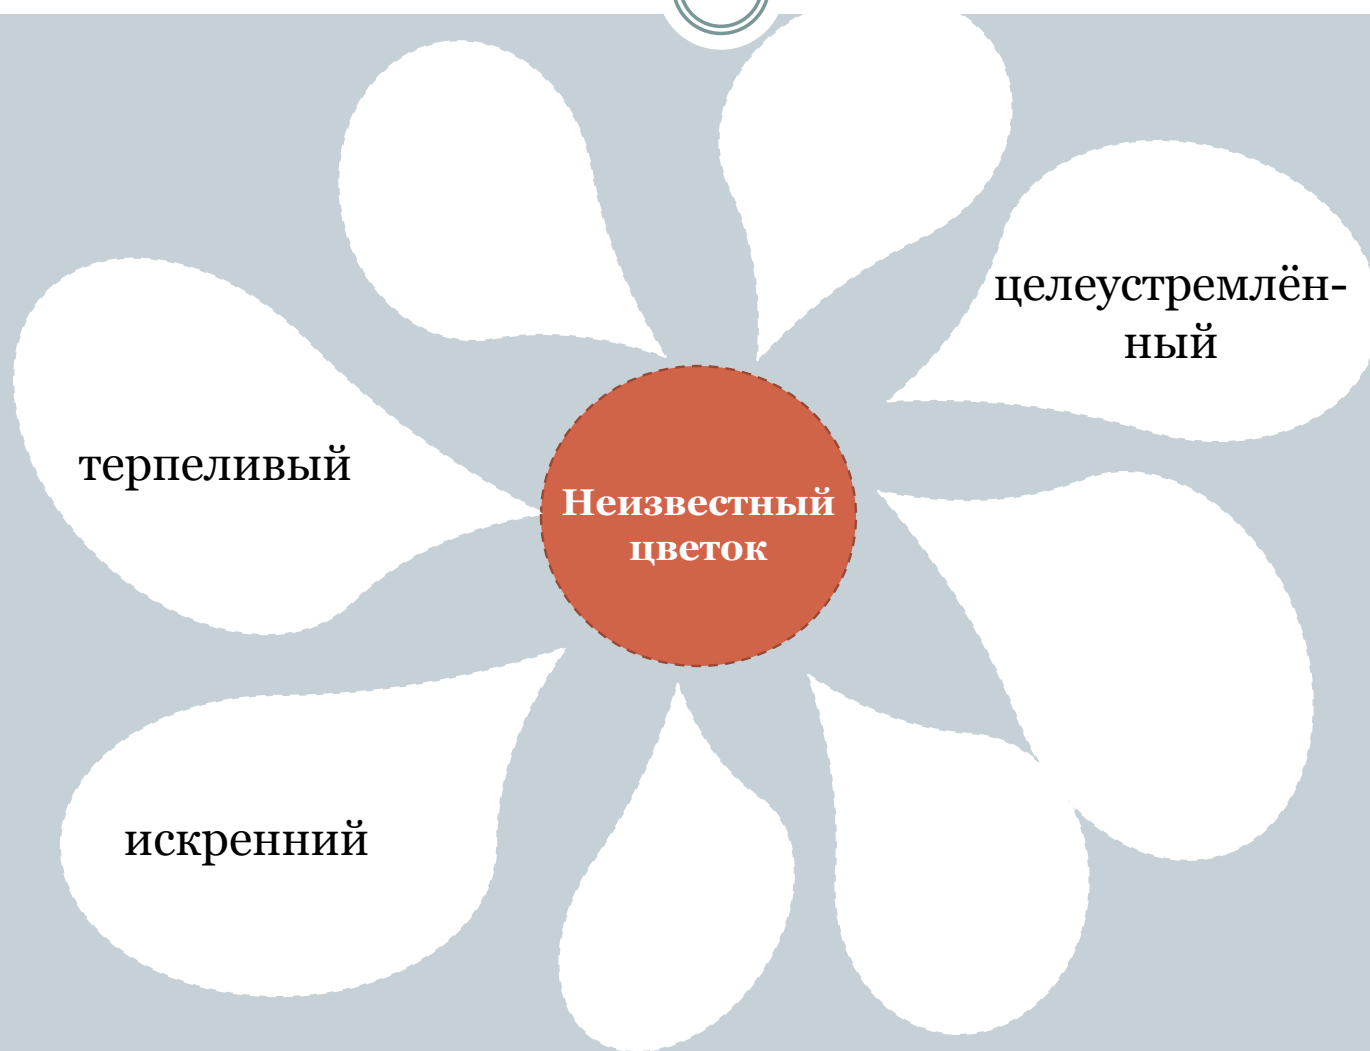 целеустремлён-
ный
терпеливый
Неизвестный
цветок
искренний